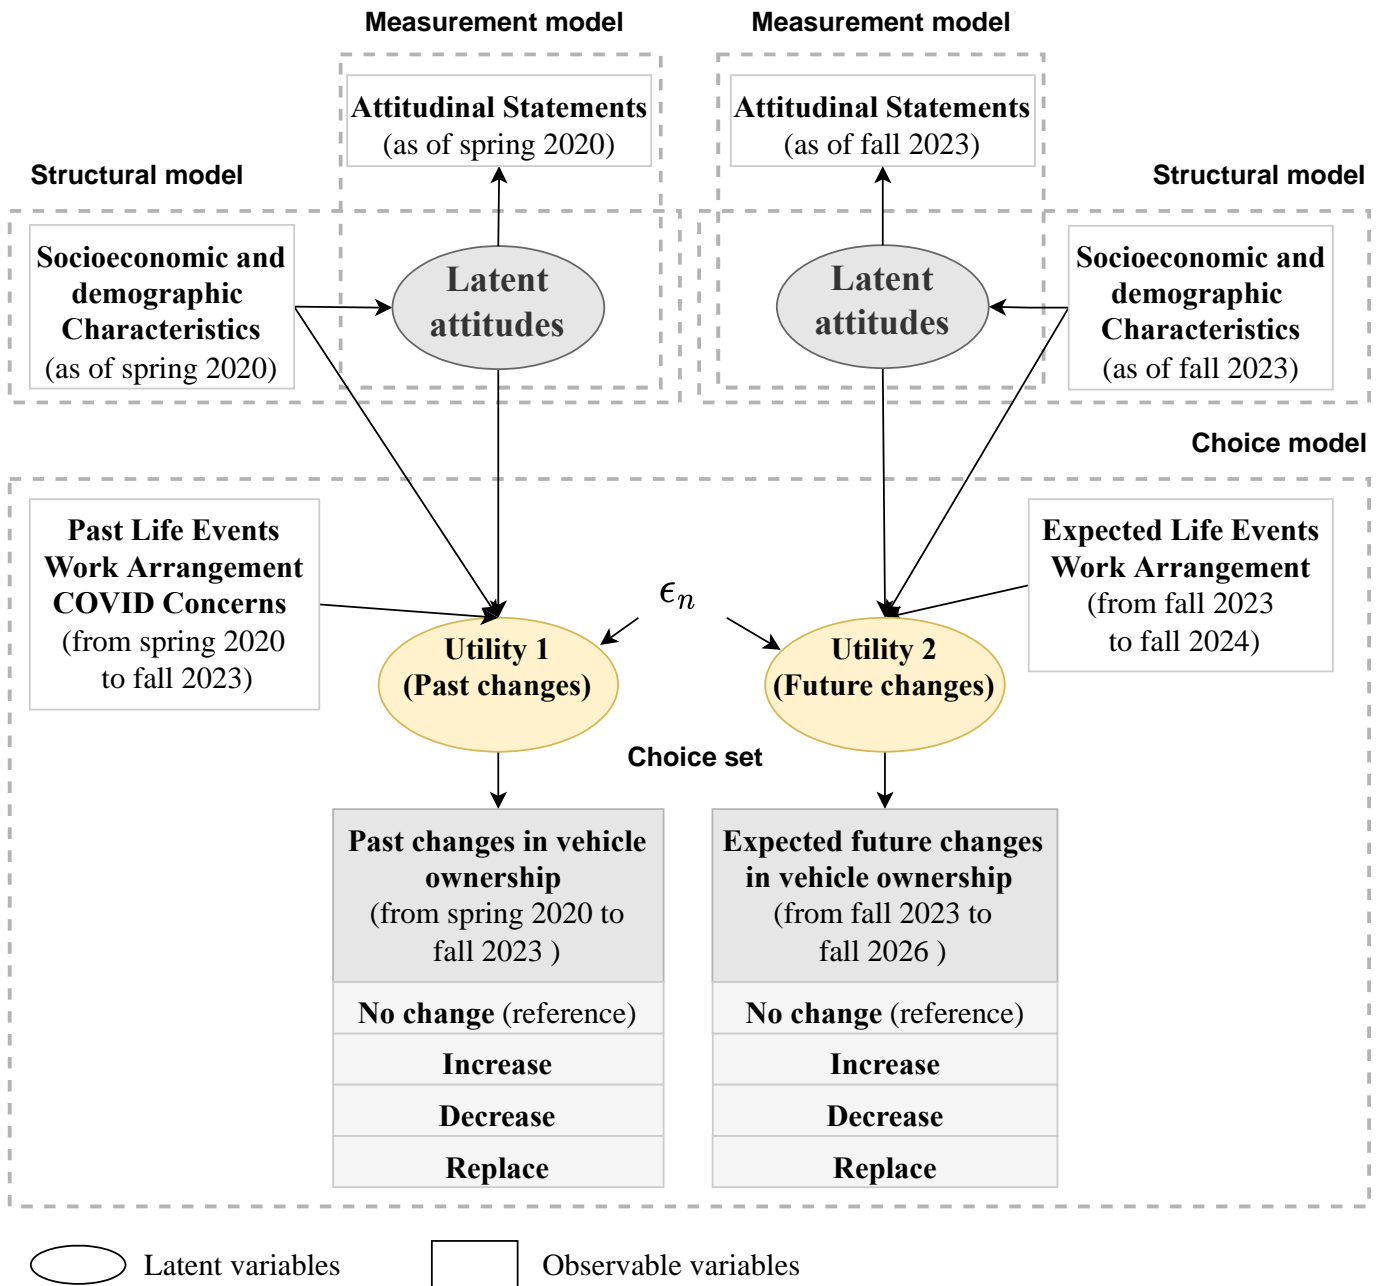 Measurement model
Measurement model
Attitudinal Statements
(as of spring 2020)
Attitudinal Statements
(as of fall 2023)
Structural model
Structural model
Socioeconomic and
demographic
Characteristics
(as of spring 2020)
Latent
attitudes
Latent
attitudes
Socioeconomic and
demographic
Characteristics
(as of fall 2023)
Choice model
Past Life Events
Work Arrangement
COVID Concerns
(from spring 2020
to fall 2023)
ϵn
Expected Life Events
Work Arrangement
(from fall 2023
to fall 2024)
Utility 1
(Past changes)
Utility 2
(Future changes)
Choice set
Past changes in vehicle
ownership
(from spring 2020 to
fall 2023 )
No change (reference)
Increase
Decrease
Replace
Expected future changes
in vehicle ownership
(from fall 2023 to
fall 2026 )
No change (reference)
Increase
Decrease
Replace
Latent variables
Observable variables